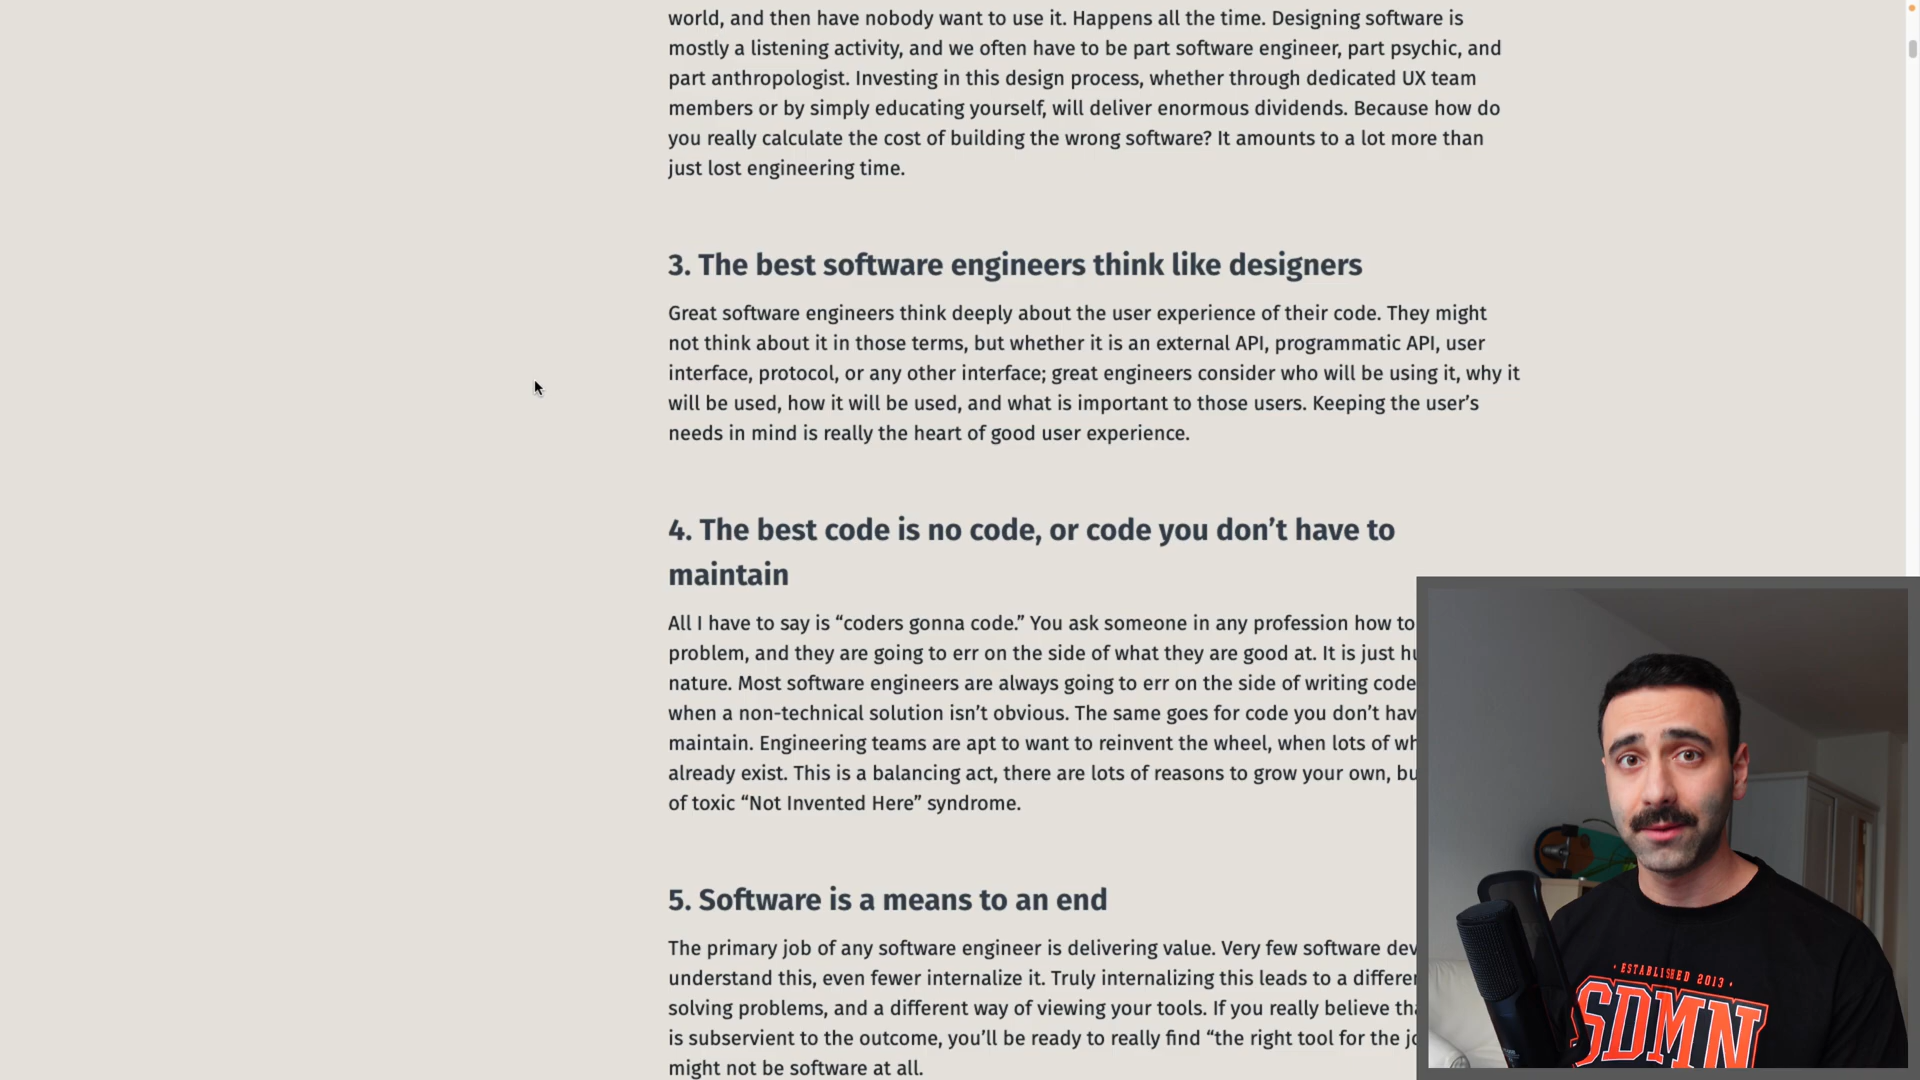 world, and then have nobody want to use it. Happens all the time. Designing software is
mostly a listening activity, and we often have to be part software engineer, part psychic, and
part anthropologist. Investing in this design process, whether through dedicated UX team
members or by simply educating yourself, will deliver enormous dividends. Because how do
you really calculate the cost of building the wrong software? It amounts to a lot more than
just lost engineering time.
3. The best software engineers think like designers
Great software engineers think deeply about the user experience of their code. They might
not think about it in those terms, but whether it is an external API, programmatic API, user
interface, protocol, or any other interface; great engineers consider who will be using it, why it
will be used, how it will be used, and what is important to those users. Keeping the user’s
needs in mind is really the heart of good user experience.
4. The best code is no code, or code you don’t have to
maintain
All I have to say is “coders gonna code.” You ask someone in any profession how to
problem, and they are going to err on the side of what they are good at. It is just
nature. Most software engineers are always going to err on the side of writing code
when a non-technical solution isn’t obvious. The same goes for code you don’t
maintain. Engineering teams are apt to want to reinvent the wheel, when lots of
already exist. This is a balancing act, there are lots of reasons to grow your own,
of toxic “Not Invented Here” syndrome.
5. Software is a means to an end
The primary job of any software engineer is delivering value. Very few software
understand this, even fewer internalize it. Truly internalizing this leads to a
solving problems, and a different way of viewing your tools. If you really believe
is subservient to the outcome, you’ll be ready to really find “the right tool for the
might not be software at all.
· ESTABLISHED 2013 ·
SDMN